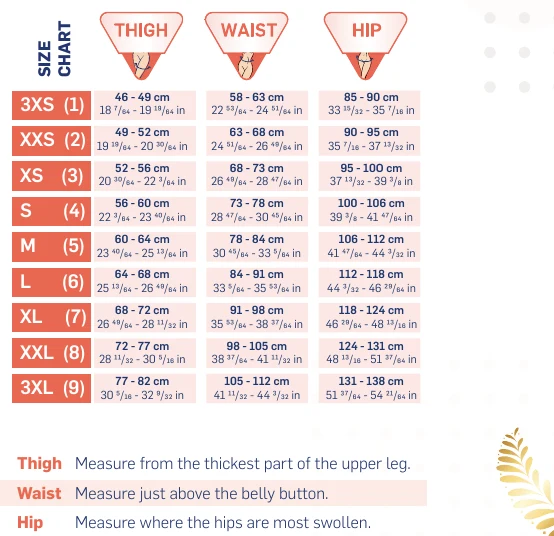 SIZE CHART THIGH WAIST HIP
3XS (1) 46 - 49 cm 58 - 63 cm 85 - 90 cm
18 7/64 - 19 19/64 in 22 53/64 - 24 51/64 in 33 15/32 - 35 7/16 in
XXS (2) 49 - 52 cm 63 - 68 cm 90 - 95 cm
19 19/64 - 20 30/64 in 24 51/64 - 26 49/64 in 35 7/16 - 37 13/32 in
XS (3) 52 - 56 cm 68 - 73 cm 95 - 100 cm
20 30/64 - 22 3/64 in 26 49/64 - 28 47/64 in 37 13/32 - 39 3/8 in
S (4) 56 - 60 cm 73 - 78 cm 100 - 106 cm
22 3/64 - 23 40/64 in 28 47/64 - 30 45/64 in 39 3/8 - 41 47/64 in
M (5) 60 - 64 cm 78 - 84 cm 106 - 112 cm
23 40/64 - 25 13/64 in 30 45/64 - 33 5/64 in 41 47/64 - 44 3/32 in
L (6) 64 - 68 cm 84 - 91 cm 112 - 118 cm
25 13/64 - 26 49/64 in 33 5/64 - 35 53/64 in 44 3/32 - 46 29/64 in
XL (7) 68 - 72 cm 91 - 98 cm 118 - 124 cm
26 49/64 - 28 11/32 in 35 53/64 - 38 37/64 in 46 29/64 - 48 13/16 in
XXL (8) 72 - 77 cm 98 - 105 cm 124 - 131 cm
28 11/32 - 30 5/16 in 38 37/64 - 41 11/32 in 48 13/16 - 51 37/64 in
3XL (9) 77 - 82 cm 105 - 112 cm 131 - 138 cm
30 5/16 - 32 9/32 in 41 11/32 - 44 3/32 in 51 37/64 - 54 21/64 in
Thigh Measure from the thickest part of the upper leg.
Waist Measure just above the belly button.
Hip Measure where the hips are most swollen.